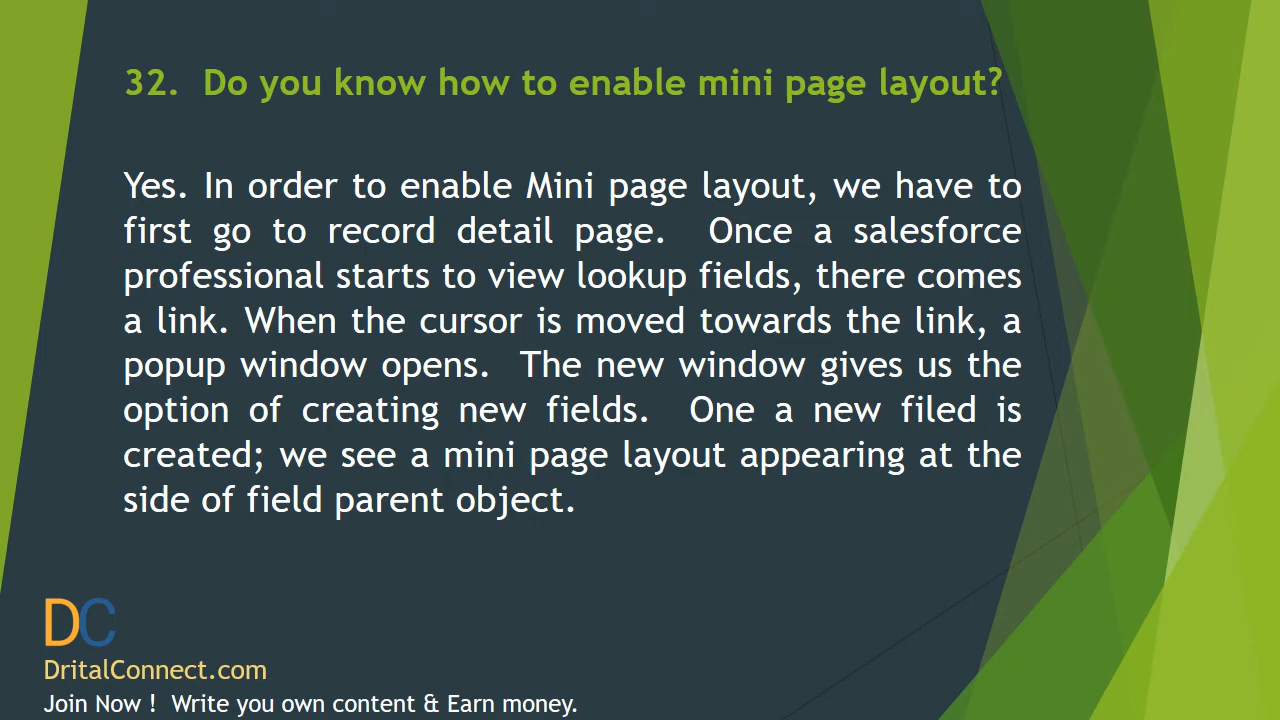 32. Do you know how to enable mini page layout?
Yes. In order to enable Mini page layout, we have to
first go to record detail page. Once a salesforce
professional starts to view lookup fields, there comes
a link. When the cursor is moved towards the link, a
popup window opens. The new window gives us the
option of creating new fields. One a new filed is
created; we see a mini page layout appearing at the
side of field parent object.
DC
DritalConnect.com
Join Now ! Write you own content & Earn money.